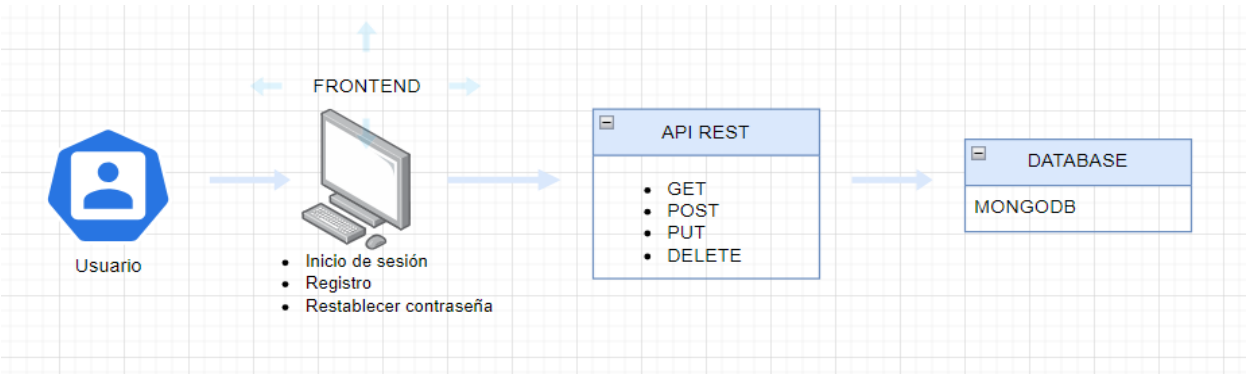 Usuario
FRONTEND
• Inicio de sesión
• Registro
• Restablecer contraseña
API REST
• GET
• POST
• PUT
• DELETE
DATABASE
MONGODB